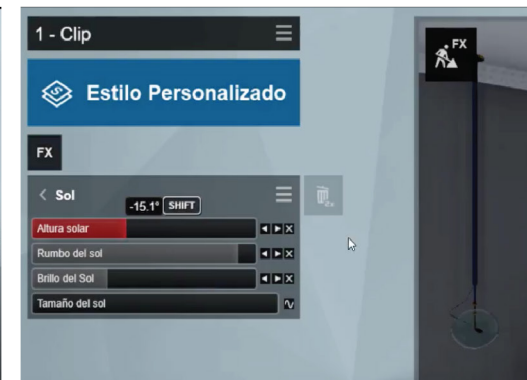 1 - Clip
FX
Estilo Personalizado
FX
Sol
-15.1° SHIFT
2x
Altura solar
Rumbo del sol
Brillo del Sol
Tamaño del sol